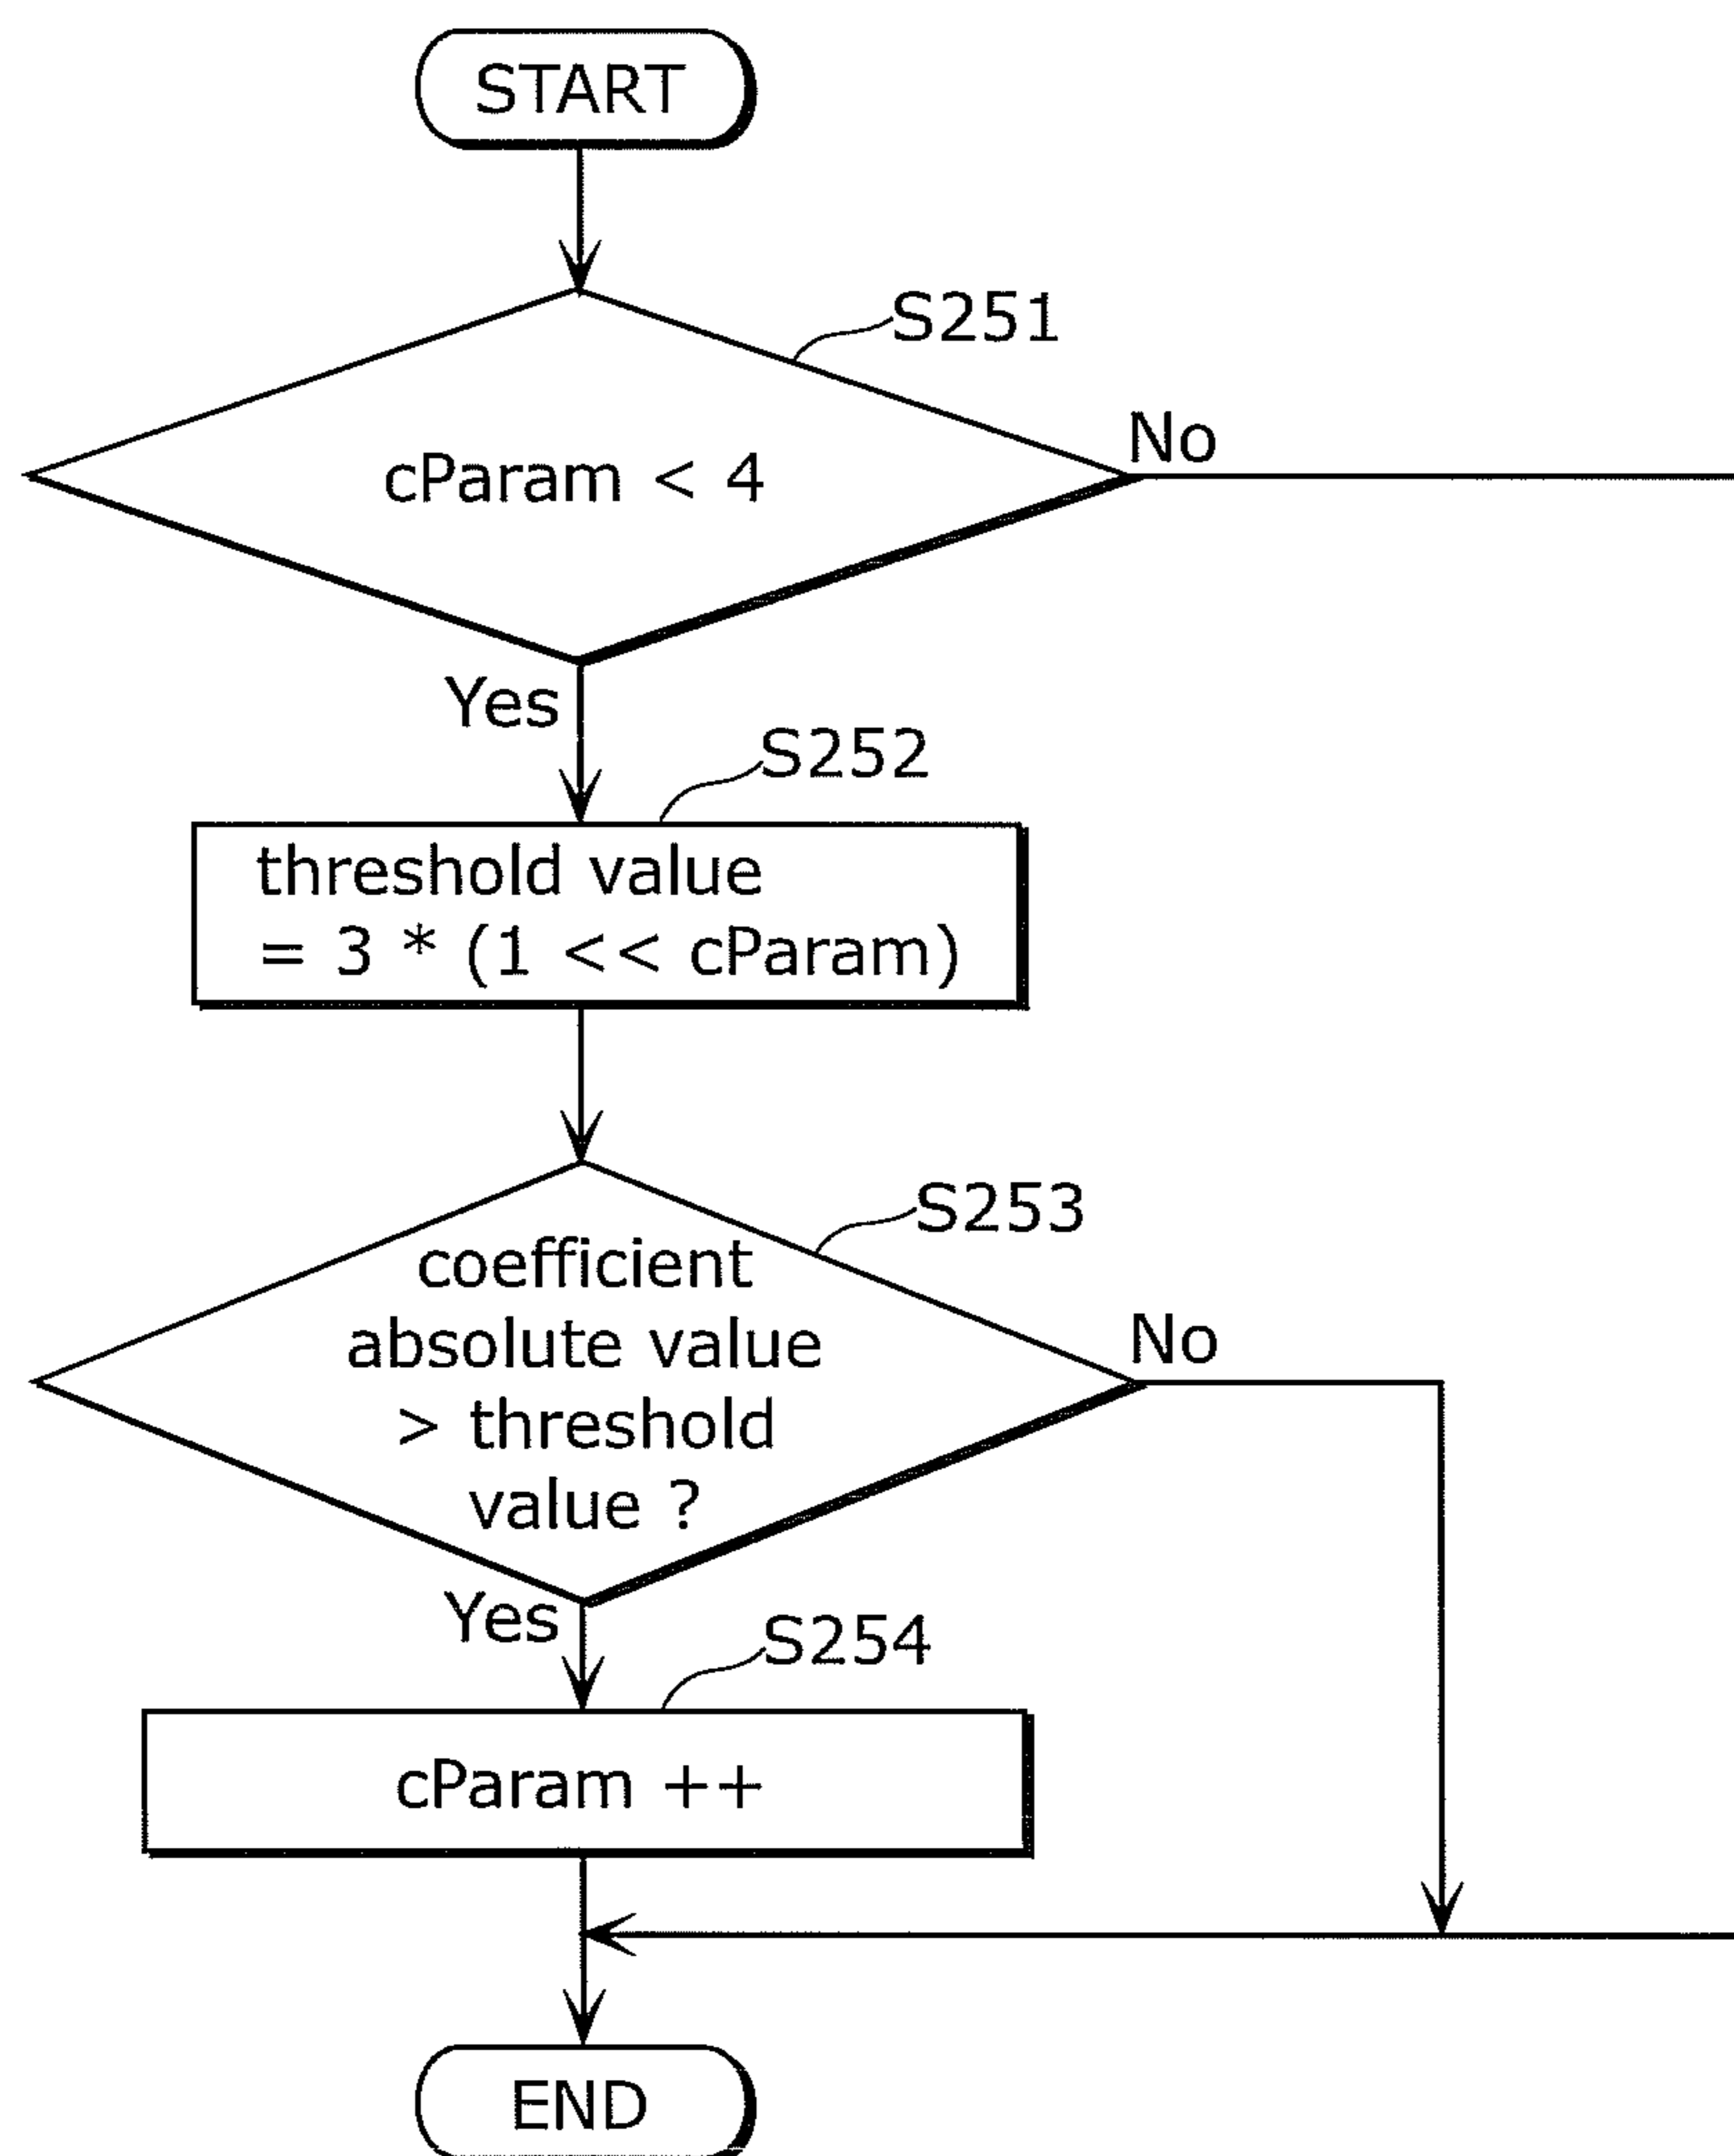 START
S251
cParam < 4
No
Yes
S252
threshold value
= 3 * (1 << cParam)
S253
coefficient
absolute value
> threshold
value ?
No
Yes
S254
cParam ++
END